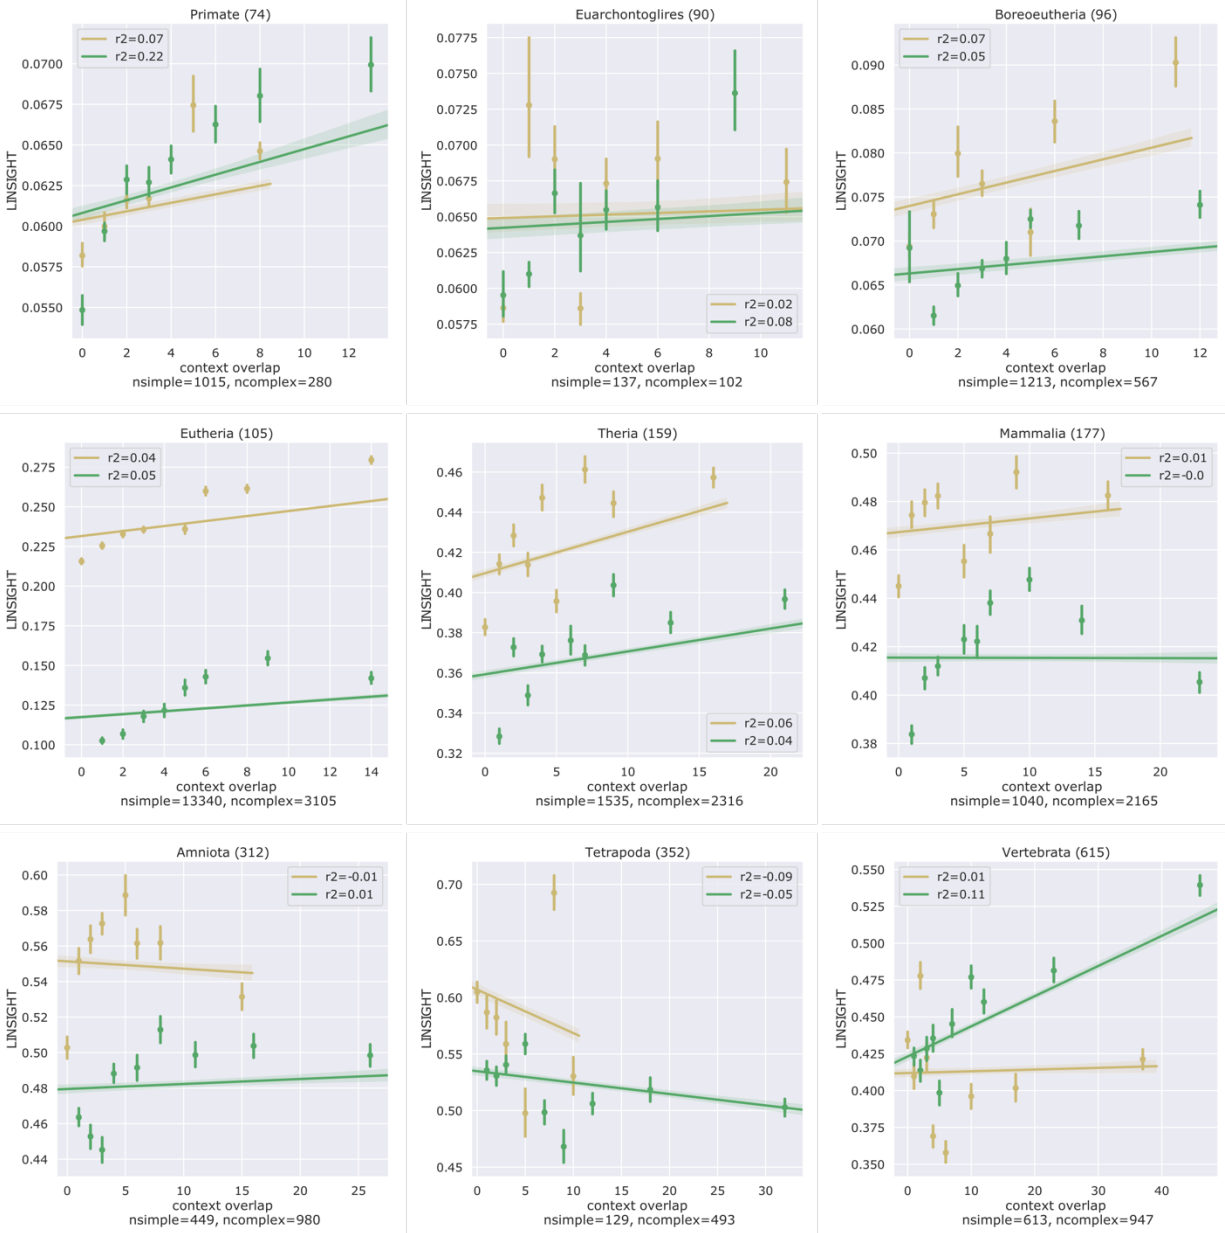 Primate (74)
r2=0.07
r2=0.22
0.0700
0.0675
0.0650
0.0625
0.0600
0.0575
0.0550
LINSIGHT
0 2 4 6 8 10 12
context overlap
nsimple=1015, ncomplex=280
Euarchontoglires (90)
0.0775
0.0750
0.0725
0.0700
0.0675
0.0650
0.0625
0.0600
0.0575
LINSIGHT
r2=0.02
r2=0.08
0 2 4 6 8 10
context overlap
nsimple=137, ncomplex=102
Boreoeutheria (96)
r2=0.07
r2=0.05
0.090
0.085
0.080
0.075
0.070
0.065
0.060
LINSIGHT
0 2 4 6 8 10 12
context overlap
nsimple=1213, ncomplex=567
Eutheria (105)
r2=0.04
r2=0.05
0.275
0.250
0.225
0.200
0.175
0.150
0.125
0.100
LINSIGHT
0 2 4 6 8 10 12 14
context overlap
nsimple=13340, ncomplex=3105
Theria (159)
0.46
0.44
0.42
0.40
0.38
0.36
0.34
0.32
LINSIGHT
r2=0.06
r2=0.04
0 5 10 15 20
context overlap
nsimple=1535, ncomplex=2316
Mammalia (177)
r2=0.01
r2=-0.0
0.50
0.48
0.46
0.44
0.42
0.40
0.38
LINSIGHT
0 5 10 15 20
context overlap
nsimple=1040, ncomplex=2165
Amniota (312)
r2=-0.01
r2=0.01
0.60
0.58
0.56
0.54
0.52
0.50
0.48
0.46
0.44
LINSIGHT
0 5 10 15 20 25
context overlap
nsimple=449, ncomplex=980
Tetrapoda (352)
r2=-0.09
r2=-0.05
0.70
0.65
0.60
0.55
0.50
0.45
LINSIGHT
0 5 10 15 20 25 30
context overlap
nsimple=129, ncomplex=493
Vertebrata (615)
r2=0.01
r2=0.11
0.550
0.525
0.500
0.475
0.450
0.425
0.400
0.375
0.350
LINSIGHT
0 10 20 30 40
context overlap
nsimple=613, ncomplex=947